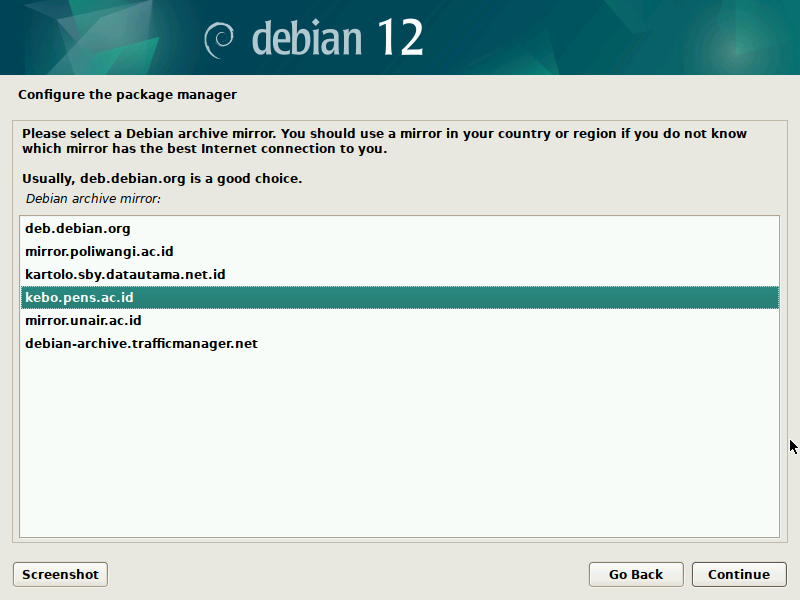 debian 12
Configure the package manager
Please select a Debian archive mirror. You should use a mirror in your country or region if you do not know
which mirror has the best Internet connection to you.
Usually, deb.debian.org is a good choice.
Debian archive mirror:
deb.debian.org
mirror.poliwangi.ac.id
kartolo.sby.datautama.net.id
kebo.pens.ac.id
mirror.unair.ac.id
debian-archive.trafficmanager.net
Screenshot
Go Back
Continue